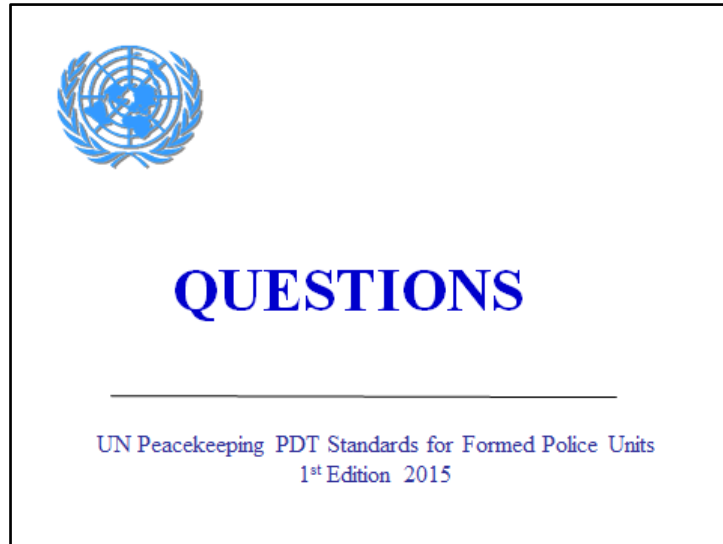 QUESTIONS
UN Peacekeeping PDT Standards for Formed Police Units
1st Edition 2015